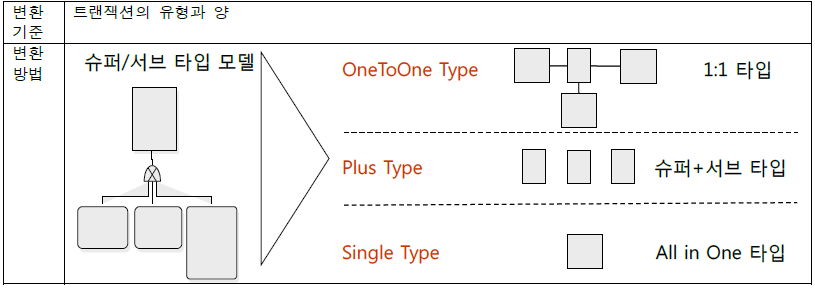 변환
기준
트랜잭션의 유형과 양
변환
방법
슈퍼/서브 타입 모델
OneToOne Type
1:1 타입
Plus Type
슈퍼+서브 타입
Single Type
All in One 타입